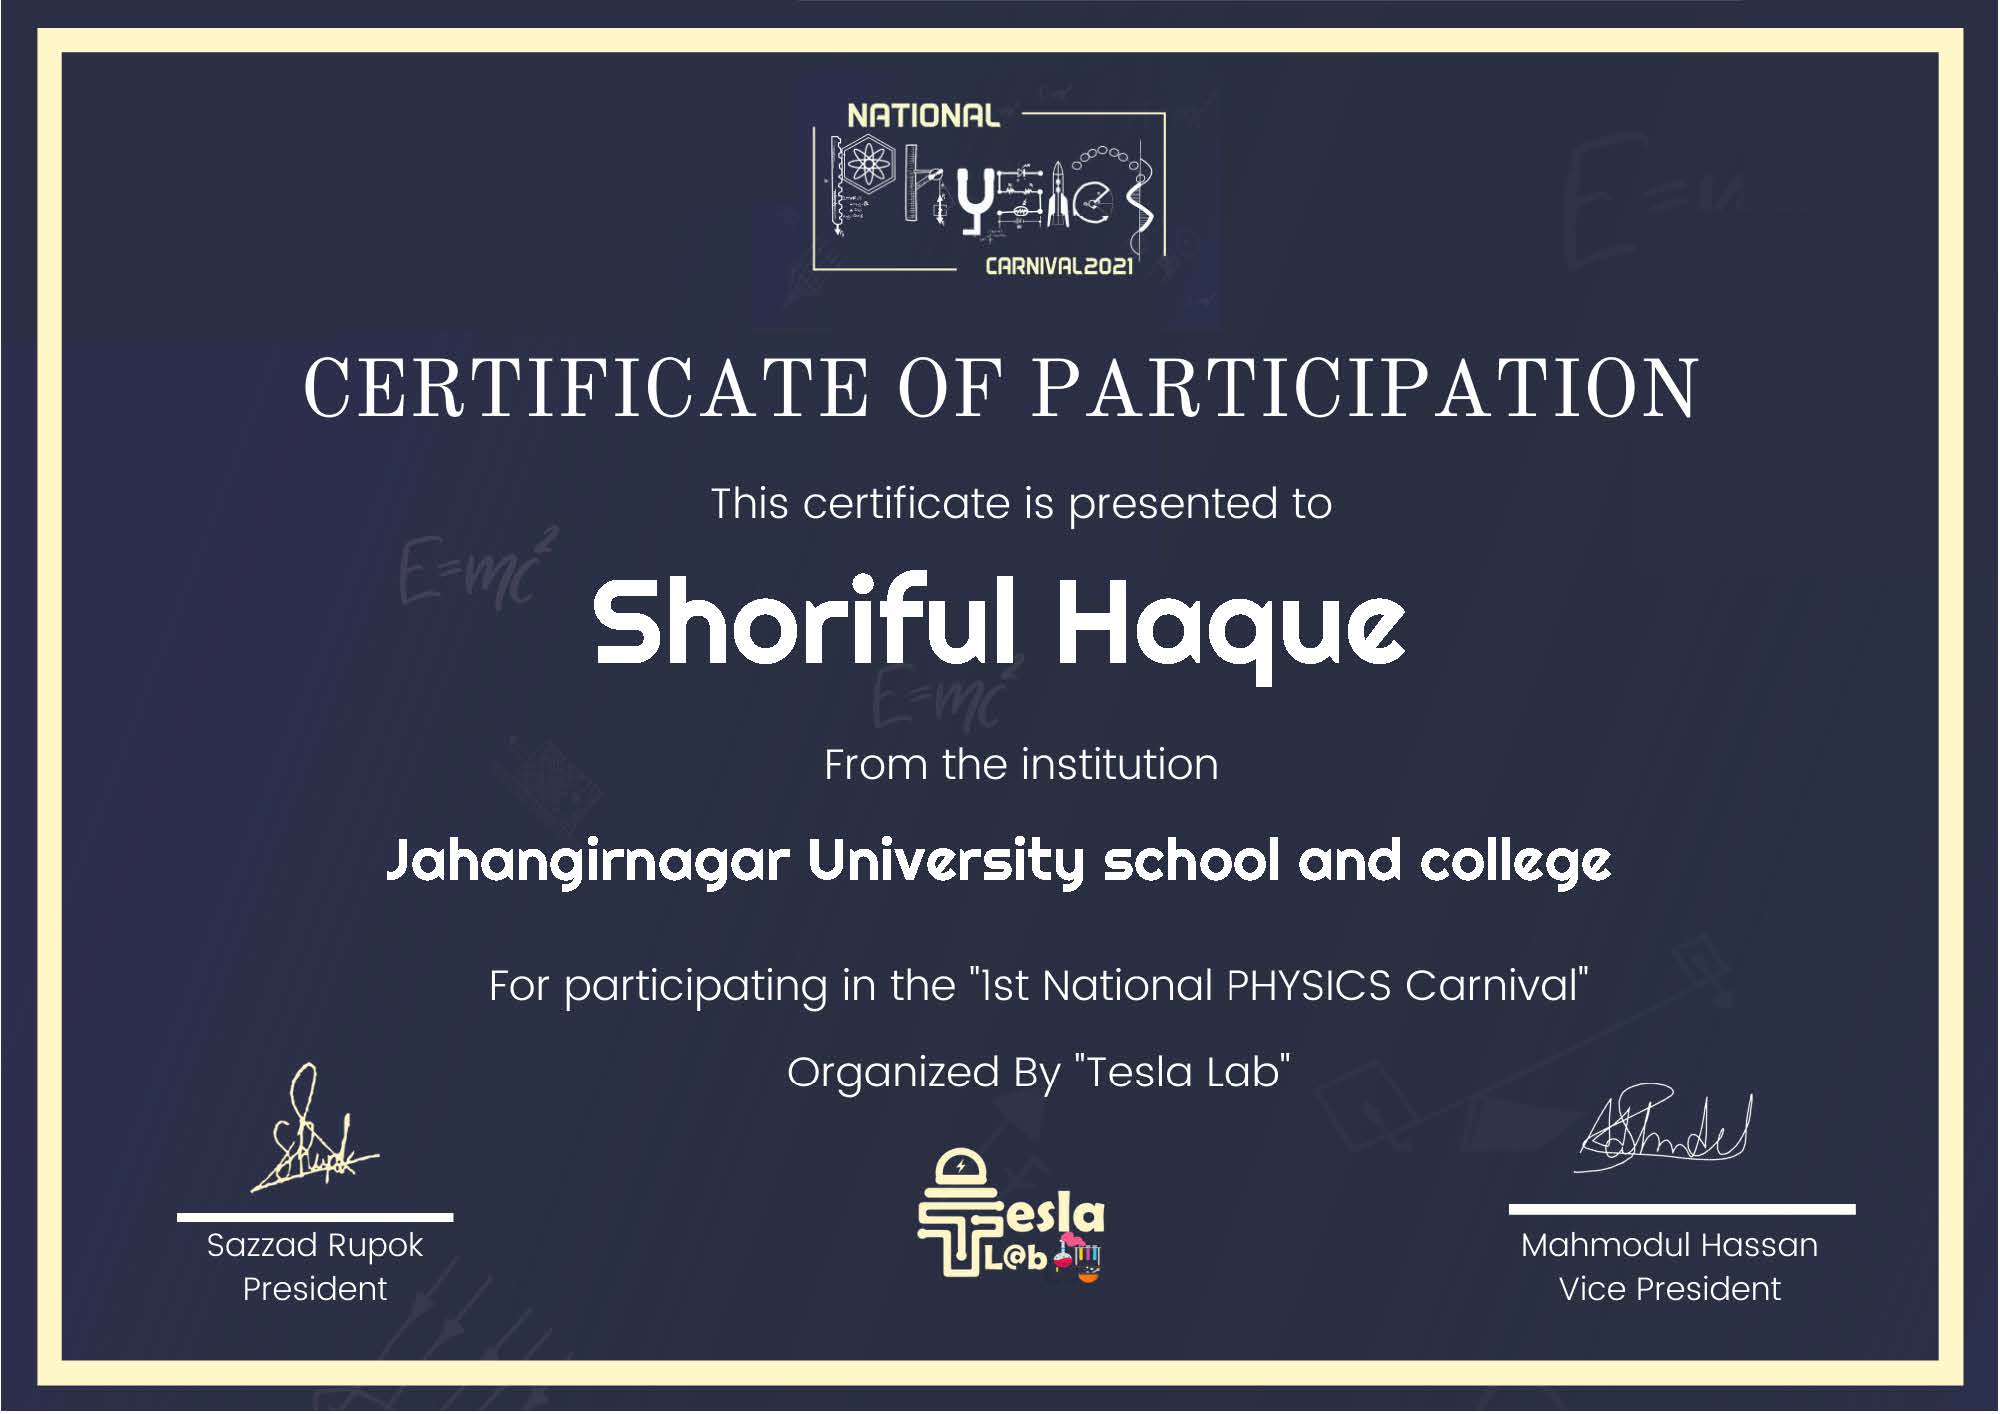 NATIONAL
Physics
CARNIVAL2021
CERTIFICATE OF PARTICIPATION
This certificate is presented to
E=mc²
Shoriful Haque
E=mc²
From the institution
Jahangirnagar University school and college
For participating in the "1st National PHYSICS Carnival"
Organized By "Tesla Lab"
Tesla
L@b
Sazzad Rupok
President
Mahmodul Hassan
Vice President